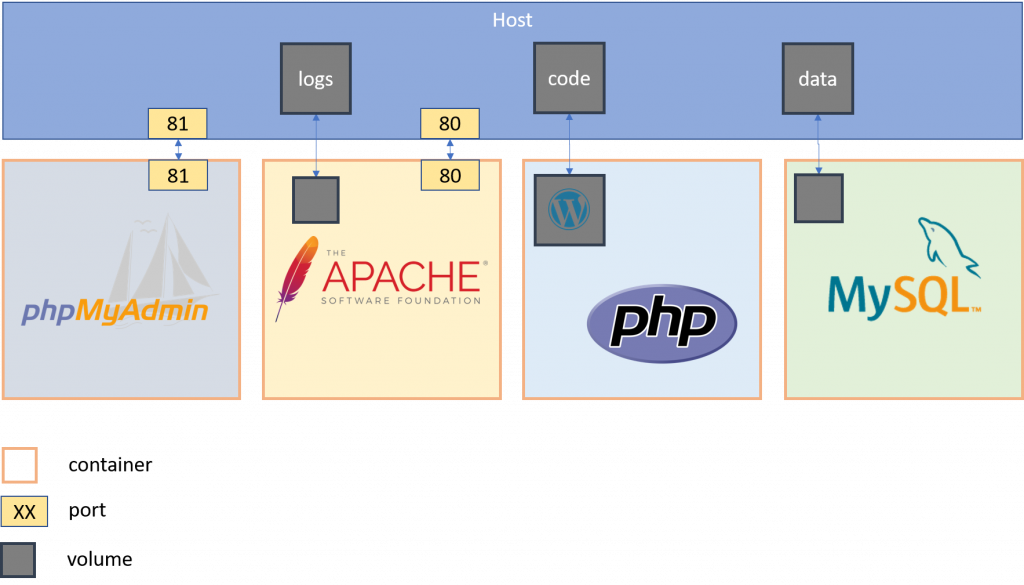 Host
logs
code
data
81
80
81
80
THE
APACHE®
SOFTWARE FOUNDATION
W
phpMyAdmin
php
MySQL™
container
XX
port
volume